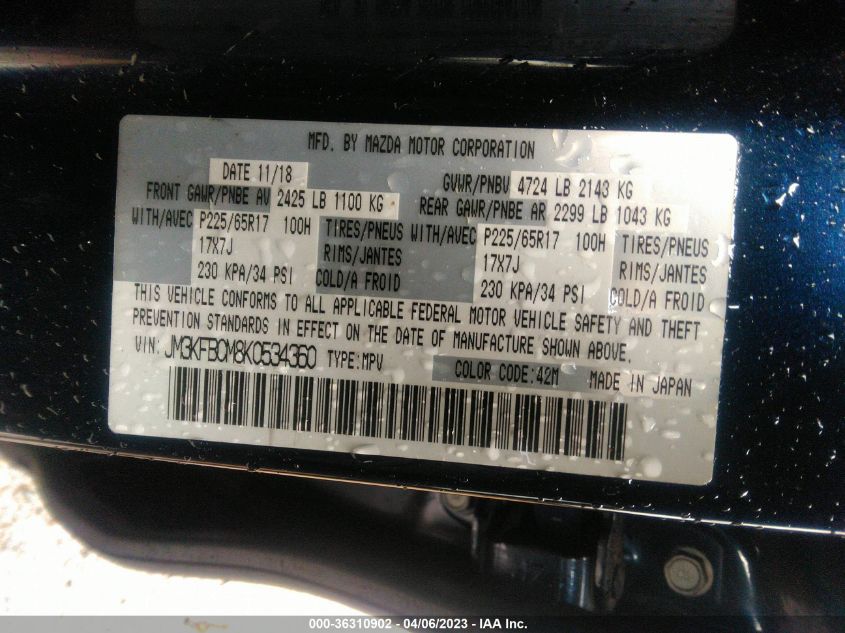 MFD. BY MAZDA MOTOR CORPORATION
DATE 11/18 GVWR/PNBV 4724 LB 2143 KG
FRONT GAWR/PNBE AV 2425 LB 1100 KG REAR GAWR/PNBE AR 2299 LB 1043 KG
WITH/AVEC P225/65R17 100H TIRES/PNEUS WITH/AVEC P225/65R17 100H TIRES/PNEUS
17X7J RIMS/JANTES 17X7J RIMS/JANTES
230 KPA/34 PSI COLD/A FROID 230 KPA/34 PSI COLD/A FROID
THIS VEHICLE CONFORMS TO ALL APPLICABLE FEDERAL MOTOR VEHICLE SAFETY AND THEFT
PREVENTION STANDARDS IN EFFECT ON THE DATE OF MANUFACTURE SHOWN ABOVE.
VIN: JM3KFBCM8K0534360 TYPE:MPV COLOR CODE:42M MADE IN JAPAN
000-36310902 - 04/06/2023 - IAA Inc.